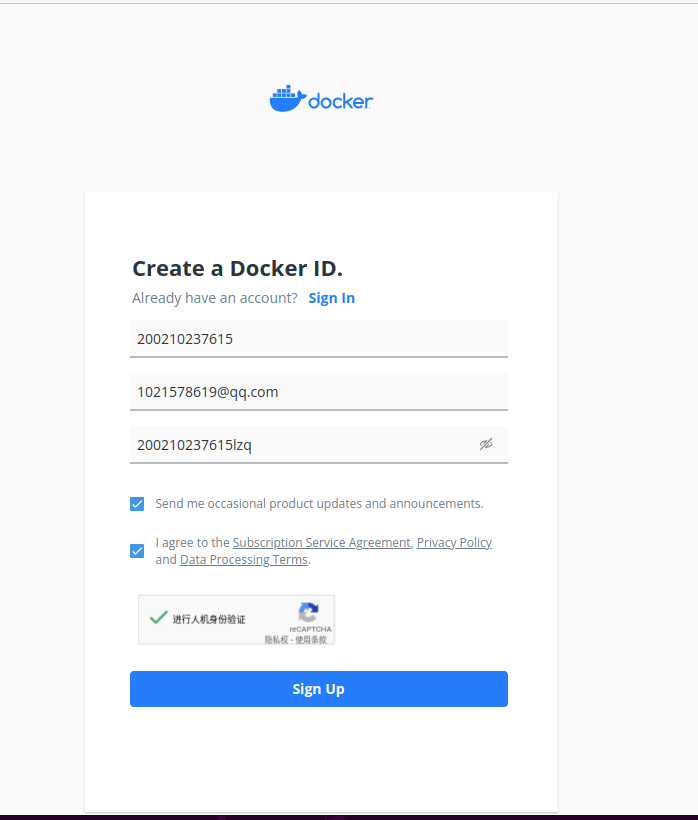 docker
Create a Docker ID.
Already have an account? Sign In
200210237615
1021578619@qq.com
200210237615lzq
Send me occasional product updates and announcements.
I agree to the Subscription Service Agreement, Privacy Policy
and Data Processing Terms.
进行人机身份验证
reCAPTCHA
隐私权 - 使用条款
Sign Up